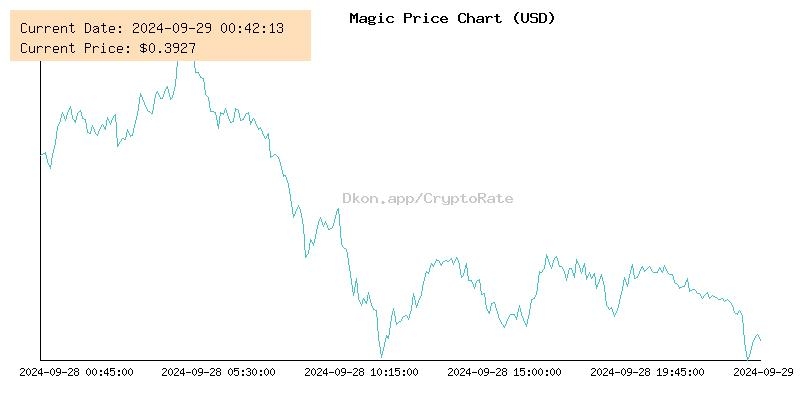 Magic Price Chart (USD)
Current Date: 2024-09-29 00:42:13
Current Price: $0.3927
Dkon.app/CryptoRate
2024-09-28 00:45:00 2024-09-28 05:30:00 2024-09-28 10:15:00 2024-09-28 15:00:00 2024-09-28 19:45:00 2024-09-29